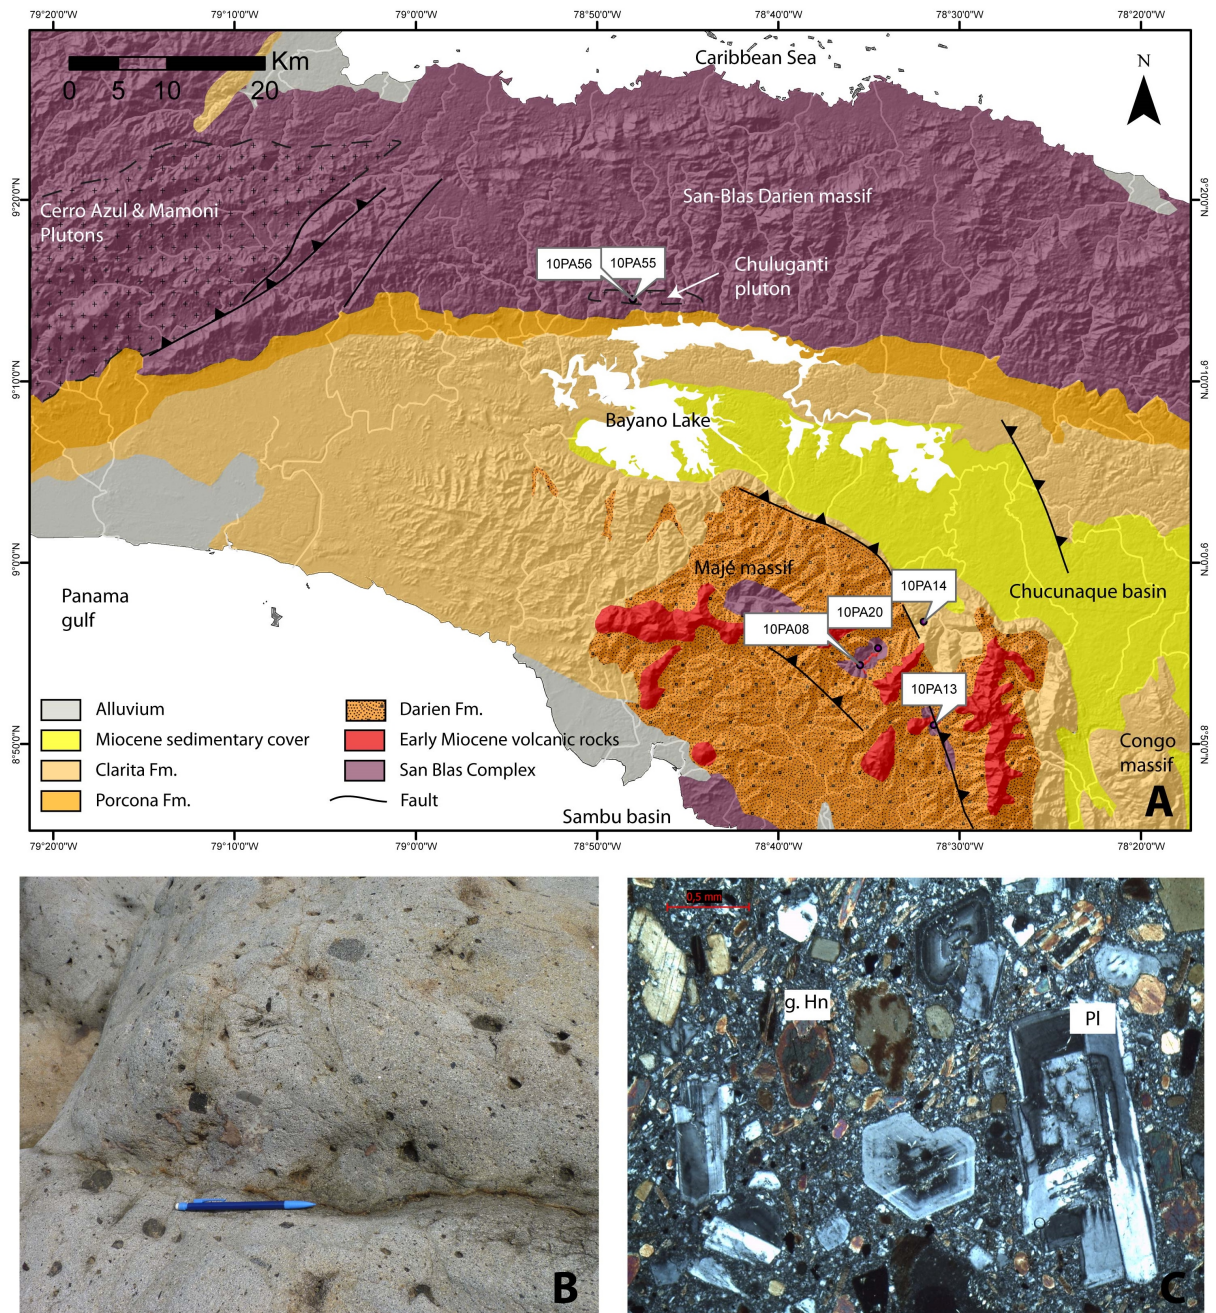 79°20'0"W 79°10'0"W 79°0'0"W 78°50'0"W 78°40'0"W 78°30'0"W 78°20'0"W
Km
0 5 10 20
Caribbean Sea
N
9°20'0"N
9°20'0"N
San-Blas Darien massif
Cerro Azul & Mamoni
Plutons
10PA56
10PA55
Chuluganti
pluton
9°10'0"N
9°10'0"N
Bayano Lake
9°0'0"N
9°0'0"N
Majé massif
10PA14
Chucunaque basin
Panama
gulf
10PA20
10PA08
10PA13
Alluvium
Miocene sedimentary cover
Clarita Fm.
Porcona Fm.
Darien Fm.
Early Miocene volcanic rocks
San Blas Complex
Fault
8°50'0"N
8°50'0"N
Congo
massif
Sambu basin
A
79°20'0"W 79°10'0"W 79°0'0"W 78°50'0"W 78°40'0"W 78°30'0"W 78°20'0"W
B
0,5 mm
g. Hn
Pl
C